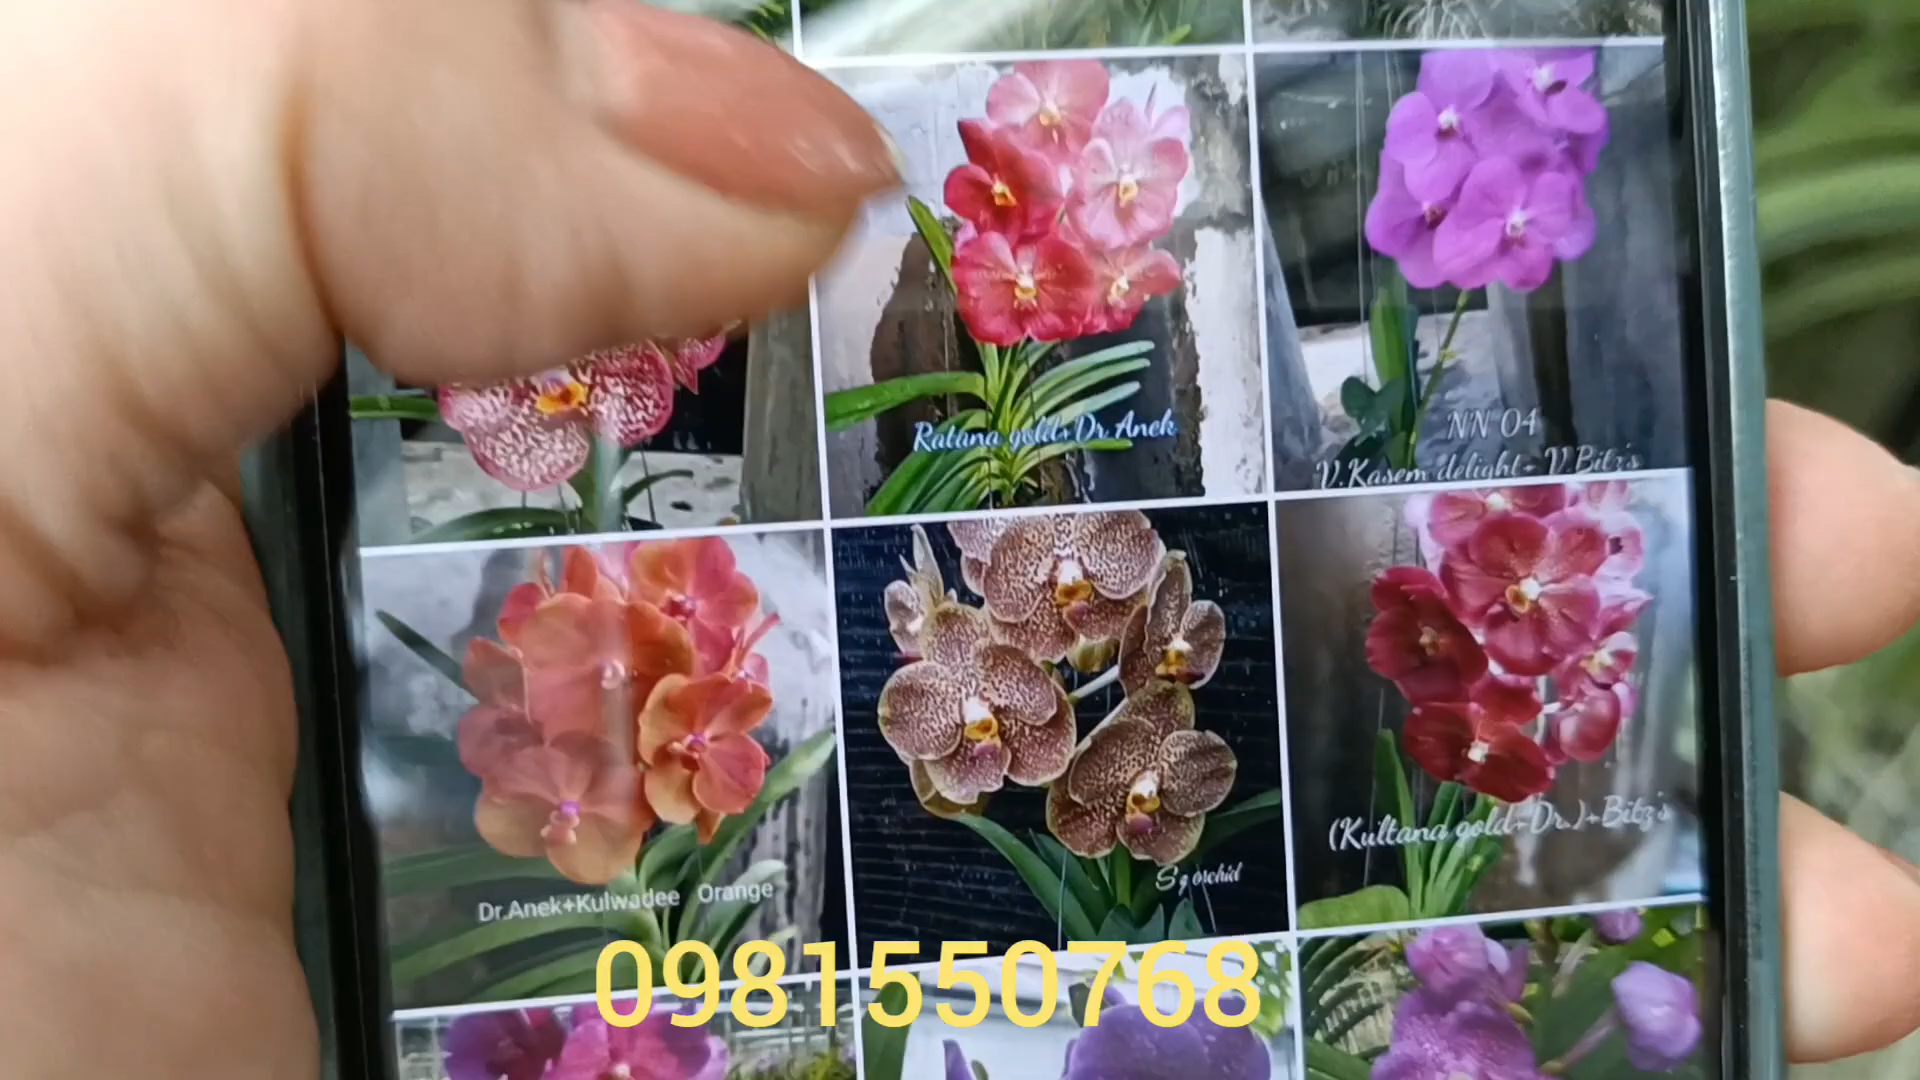 Ratana gold+Dr.Anek
NN 04
V.Kasem delight+ V.Bitz's
Dr.Anek+Kulwadee Orange
S'g orchid
(Kultana gold+Dr.)+Bitz's
0981550768